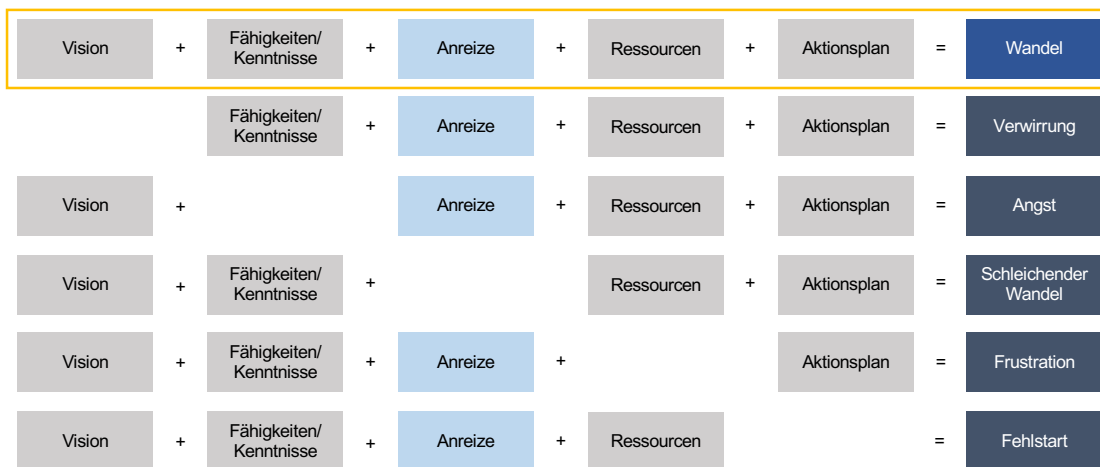 Vision + Fähigkeiten/ Kenntnisse + Anreize + Ressourcen + Aktionsplan = Wandel
Fähigkeiten/ Kenntnisse + Anreize + Ressourcen + Aktionsplan = Verwirrung
Vision + Anreize + Ressourcen + Aktionsplan = Angst
Vision + Fähigkeiten/ Kenntnisse + Ressourcen + Aktionsplan = Schleichender Wandel
Vision + Fähigkeiten/ Kenntnisse + Anreize + Aktionsplan = Frustration
Vision + Fähigkeiten/ Kenntnisse + Anreize + Ressourcen = Fehlstart